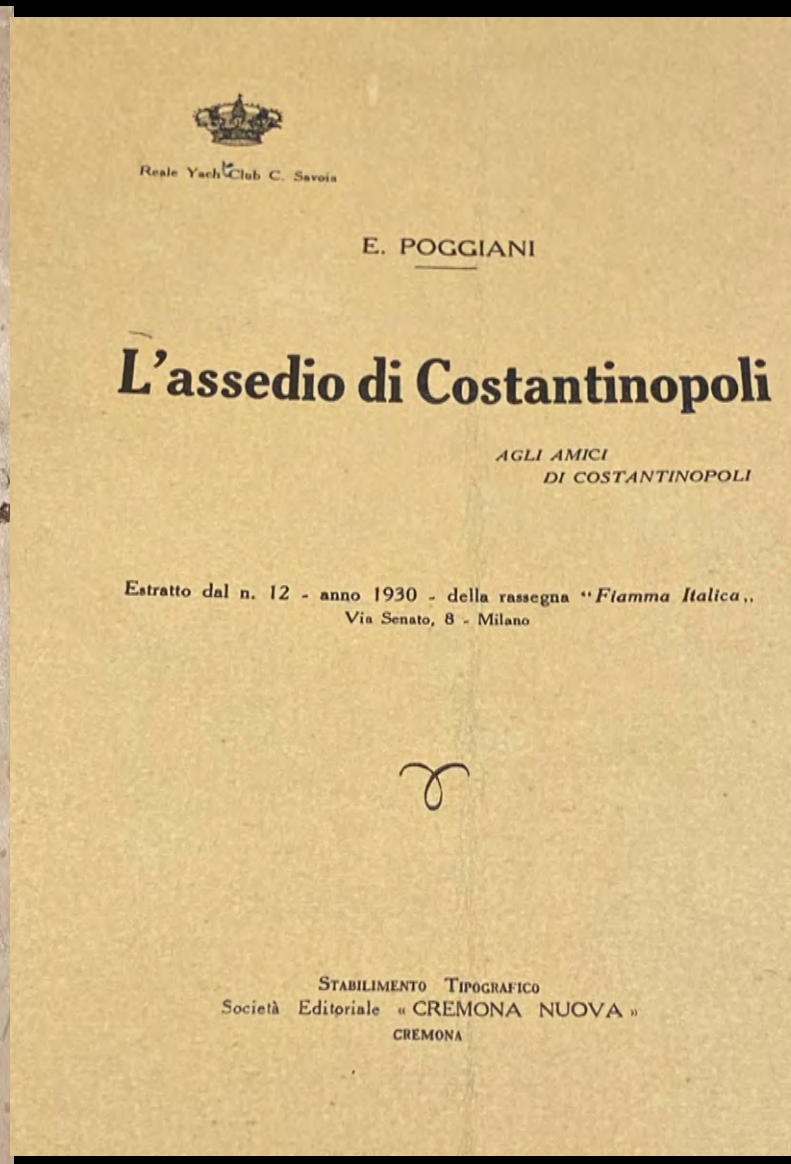 Reale Yacht Club C. Savoia
E. POGGIANI
L'assedio di Costantinopoli
AGLI AMICI
DI COSTANTINOPOLI
Estratto dal n. 12 - anno 1930 - della rassegna “Fiamma Italica„
Via Senato, 8 - Milano
STABILIMENTO TIPOGRAFICO
Società Editoriale « CREMONA NUOVA »
CREMONA